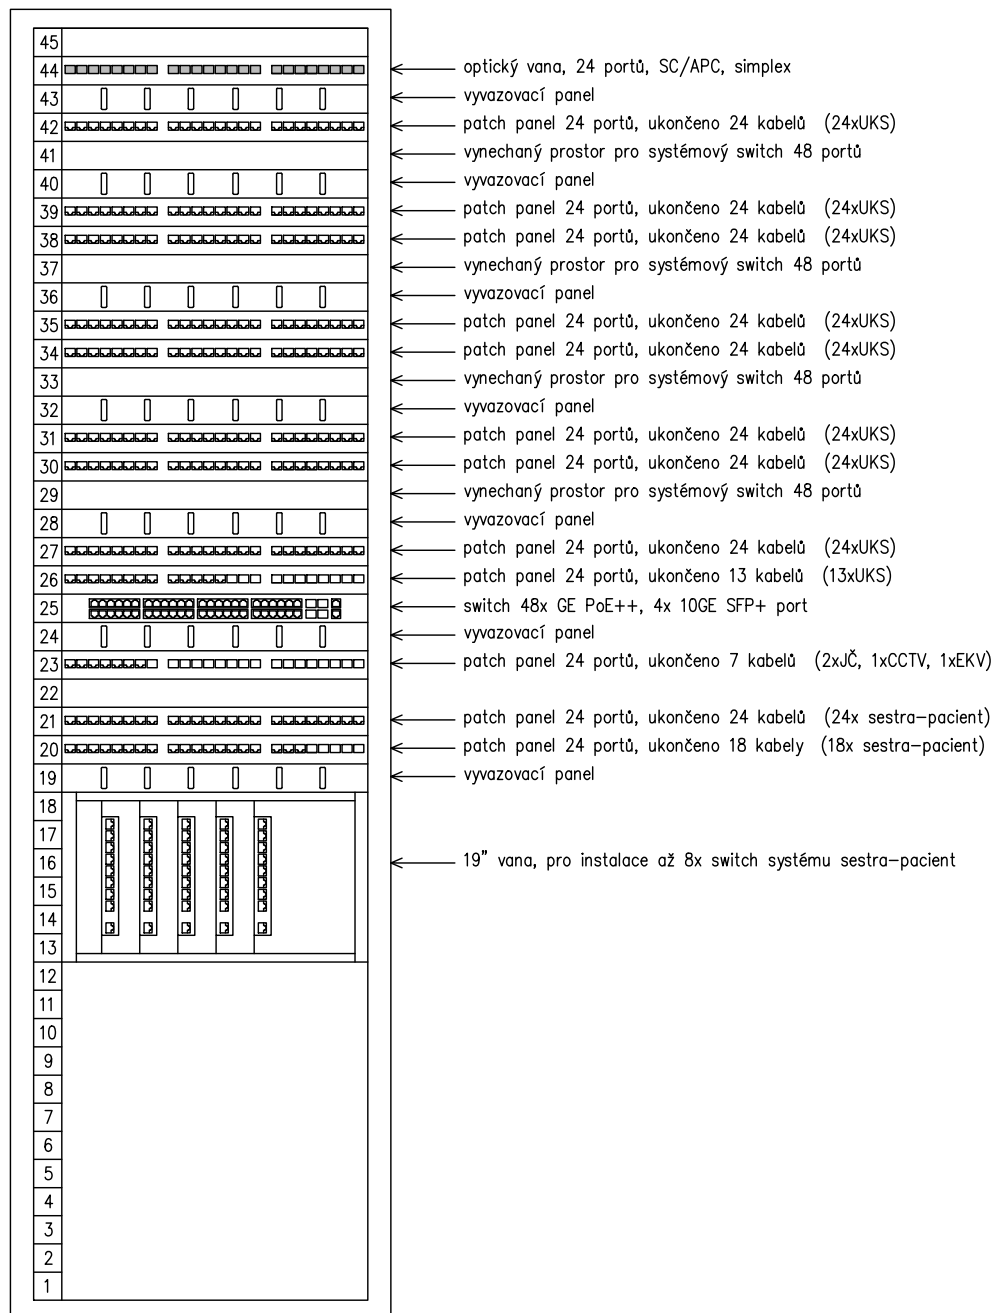 45
44 optický vana, 24 portů, SC/APC, simplex
43 vyvazovací panel
42 patch panel 24 portů, ukončeno 24 kabelů (24xUKS)
41 vynechaný prostor pro systémový switch 48 portů
40 vyvazovací panel
39 patch panel 24 portů, ukončeno 24 kabelů (24xUKS)
38 patch panel 24 portů, ukončeno 24 kabelů (24xUKS)
37 vynechaný prostor pro systémový switch 48 portů
36 vyvazovací panel
35 patch panel 24 portů, ukončeno 24 kabelů (24xUKS)
34 patch panel 24 portů, ukončeno 24 kabelů (24xUKS)
33 vynechaný prostor pro systémový switch 48 portů
32 vyvazovací panel
31 patch panel 24 portů, ukončeno 24 kabelů (24xUKS)
30 patch panel 24 portů, ukončeno 24 kabelů (24xUKS)
29 vynechaný prostor pro systémový switch 48 portů
28 vyvazovací panel
27 patch panel 24 portů, ukončeno 24 kabelů (24xUKS)
26 patch panel 24 portů, ukončeno 13 kabelů (13xUKS)
25 switch 48x GE PoE++, 4x 10GE SFP+ port
24 vyvazovací panel
23 patch panel 24 portů, ukončeno 7 kabelů (2xJČ, 1xCCTV, 1xEKV)
22
21 patch panel 24 portů, ukončeno 24 kabelů (24x sestra-pacient)
20 patch panel 24 portů, ukončeno 18 kabely (18x sestra-pacient)
19 vyvazovací panel
18
17
16 19" vana, pro instalace až 8x switch systému sestra-pacient
15
14
13
12
11
10
9
8
7
6
5
4
3
2
1